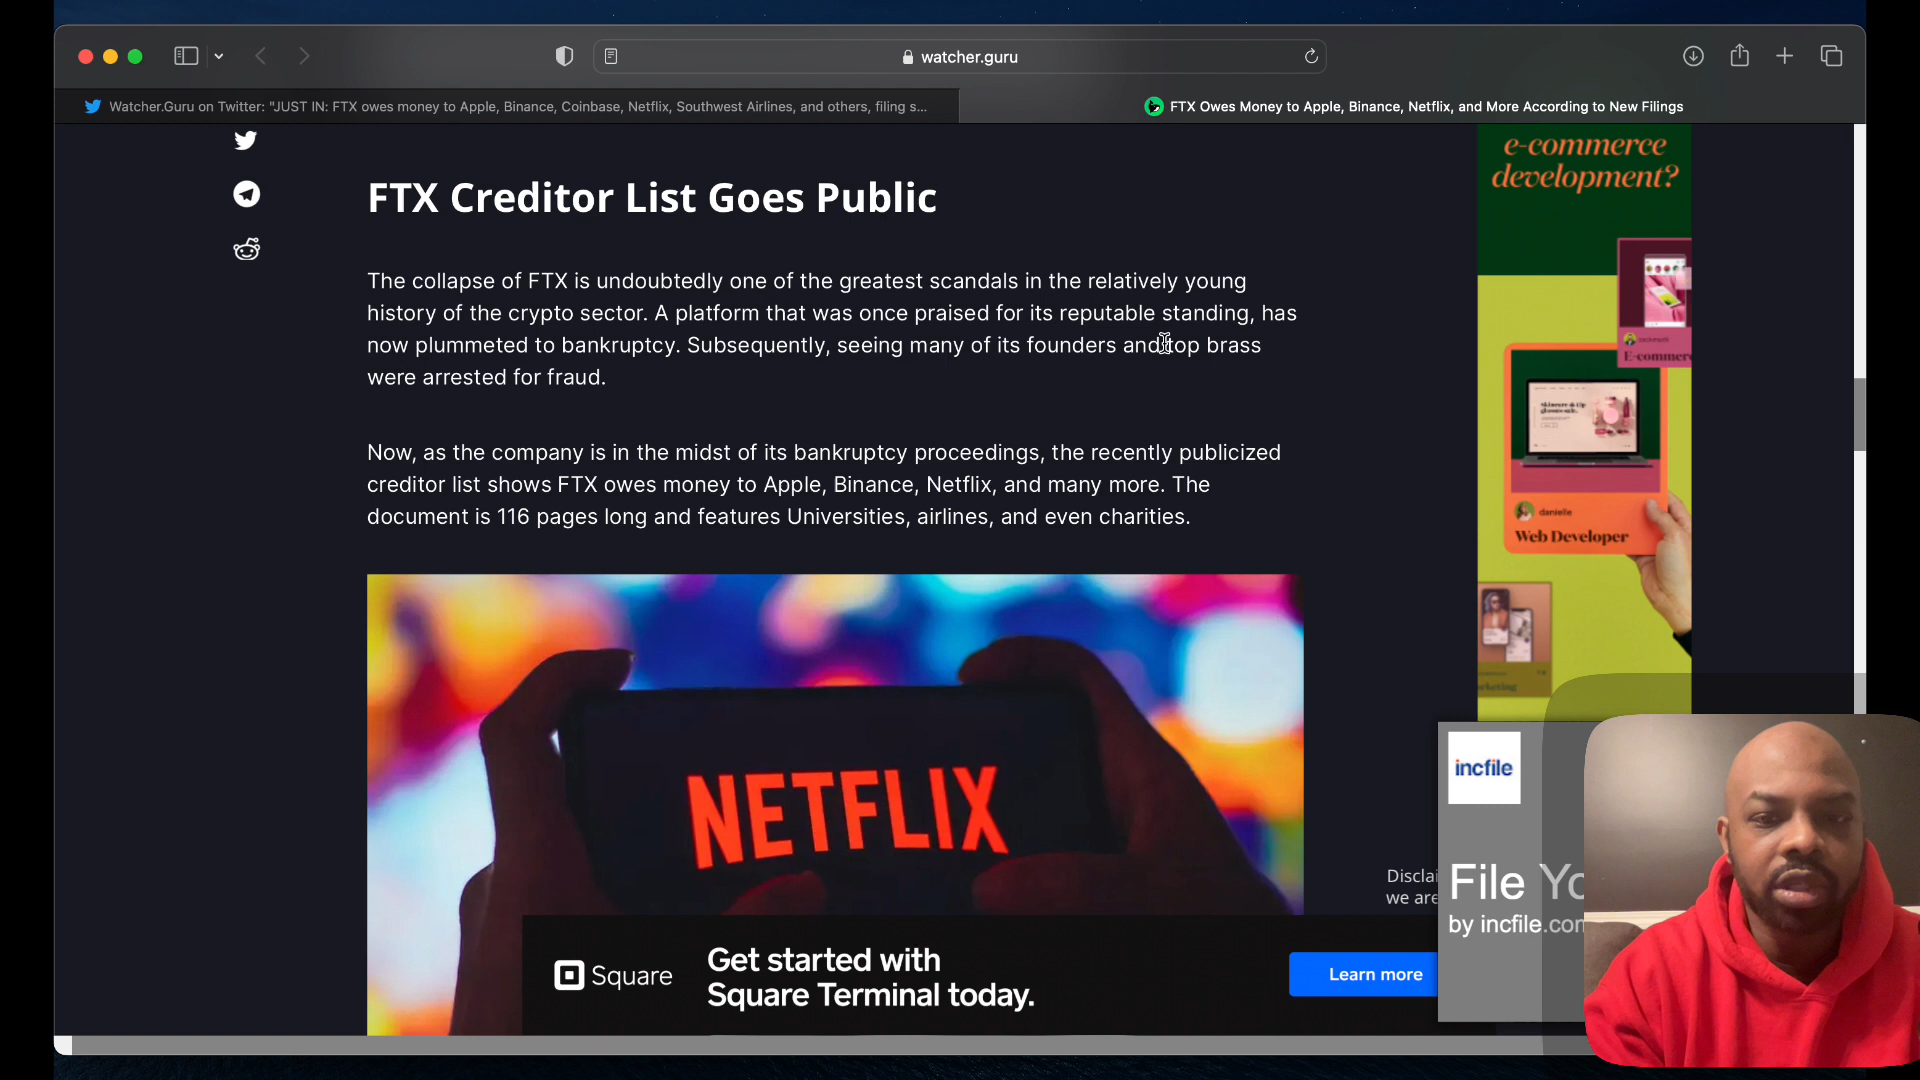 watcher.guru
Watcher.Guru on Twitter: "JUST IN: FTX owes money to Apple, Binance, Coinbase, Netflix, Southwest Airlines, and others, filing s...
FTX Owes Money to Apple, Binance, Netflix, and More According to New Filings
e-commerce
development?
FTX Creditor List Goes Public
The collapse of FTX is undoubtedly one of the greatest scandals in the relatively young
history of the crypto sector. A platform that was once praised for its reputable standing, has
now plummeted to bankruptcy. Subsequently, seeing many of its founders and top brass
were arrested for fraud.
E-commerc
Now, as the company is in the midst of its bankruptcy proceedings, the recently publicized
creditor list shows FTX owes money to Apple, Binance, Netflix, and many more. The
document is 116 pages long and features Universities, airlines, and even charities.
danielle
Web Developer
NETFLIX
incfile
Disclai
we are
File Yo
by incfile.com
Square
Get started with
Square Terminal today.
Learn more